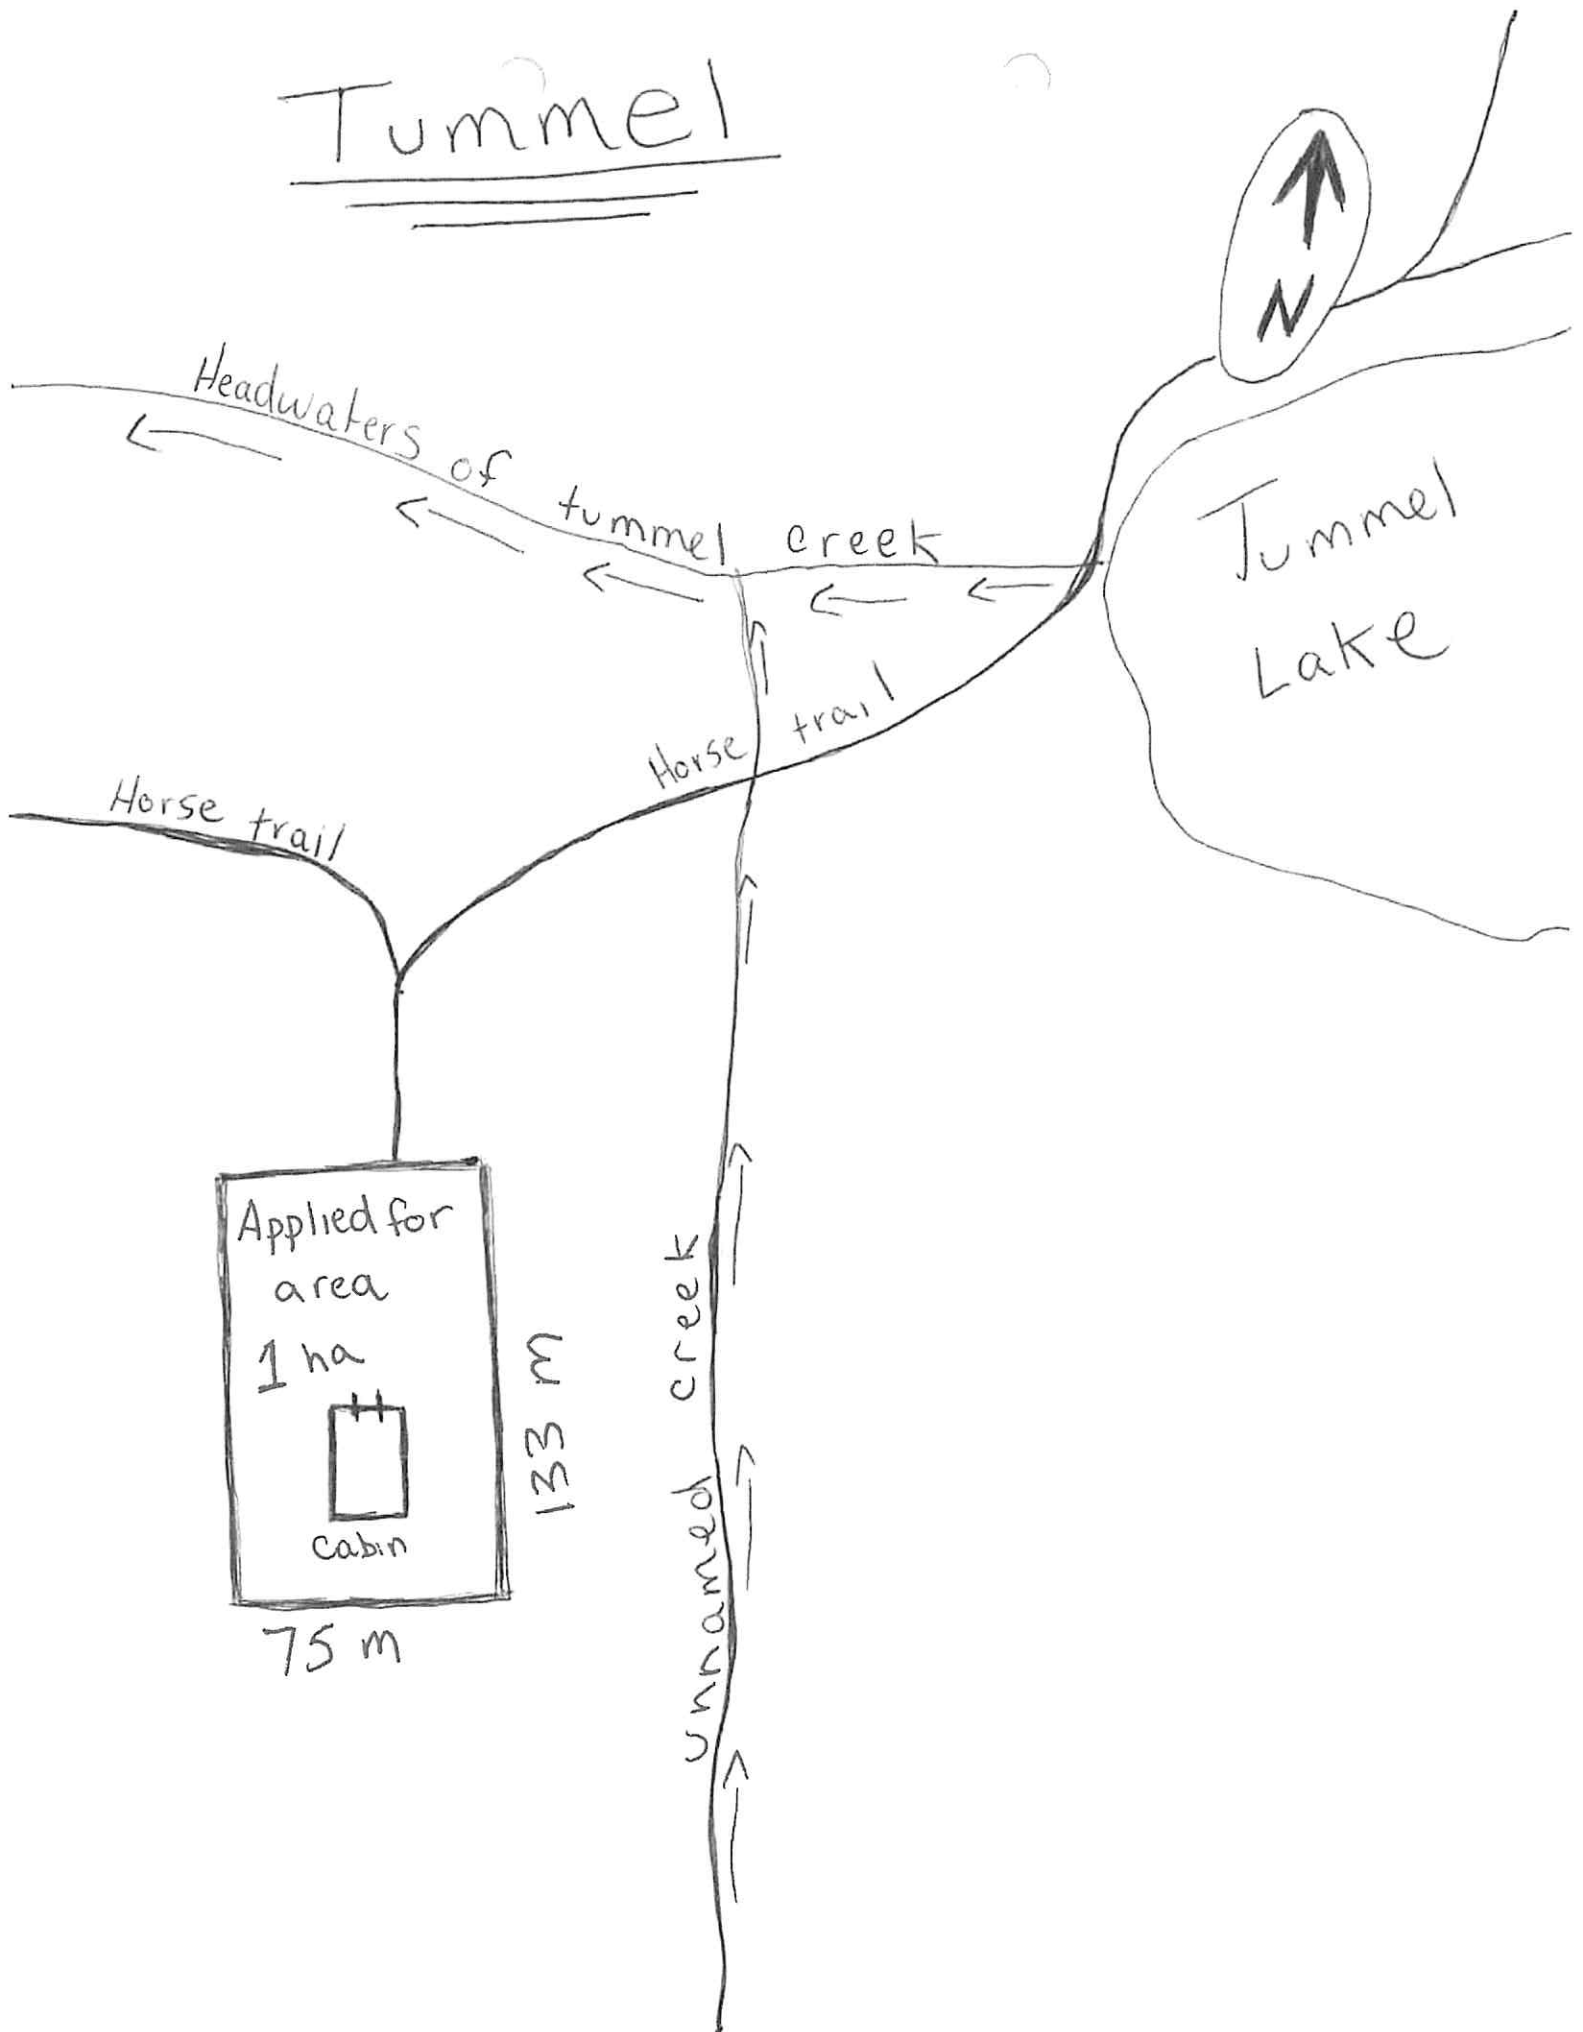 Tummel
N
Headwaters of tummel creek
Tummel
Lake
Horse trail
Horse trail
Applied for
area
1 ha
cabin
133 m
75 m
unnamed creek